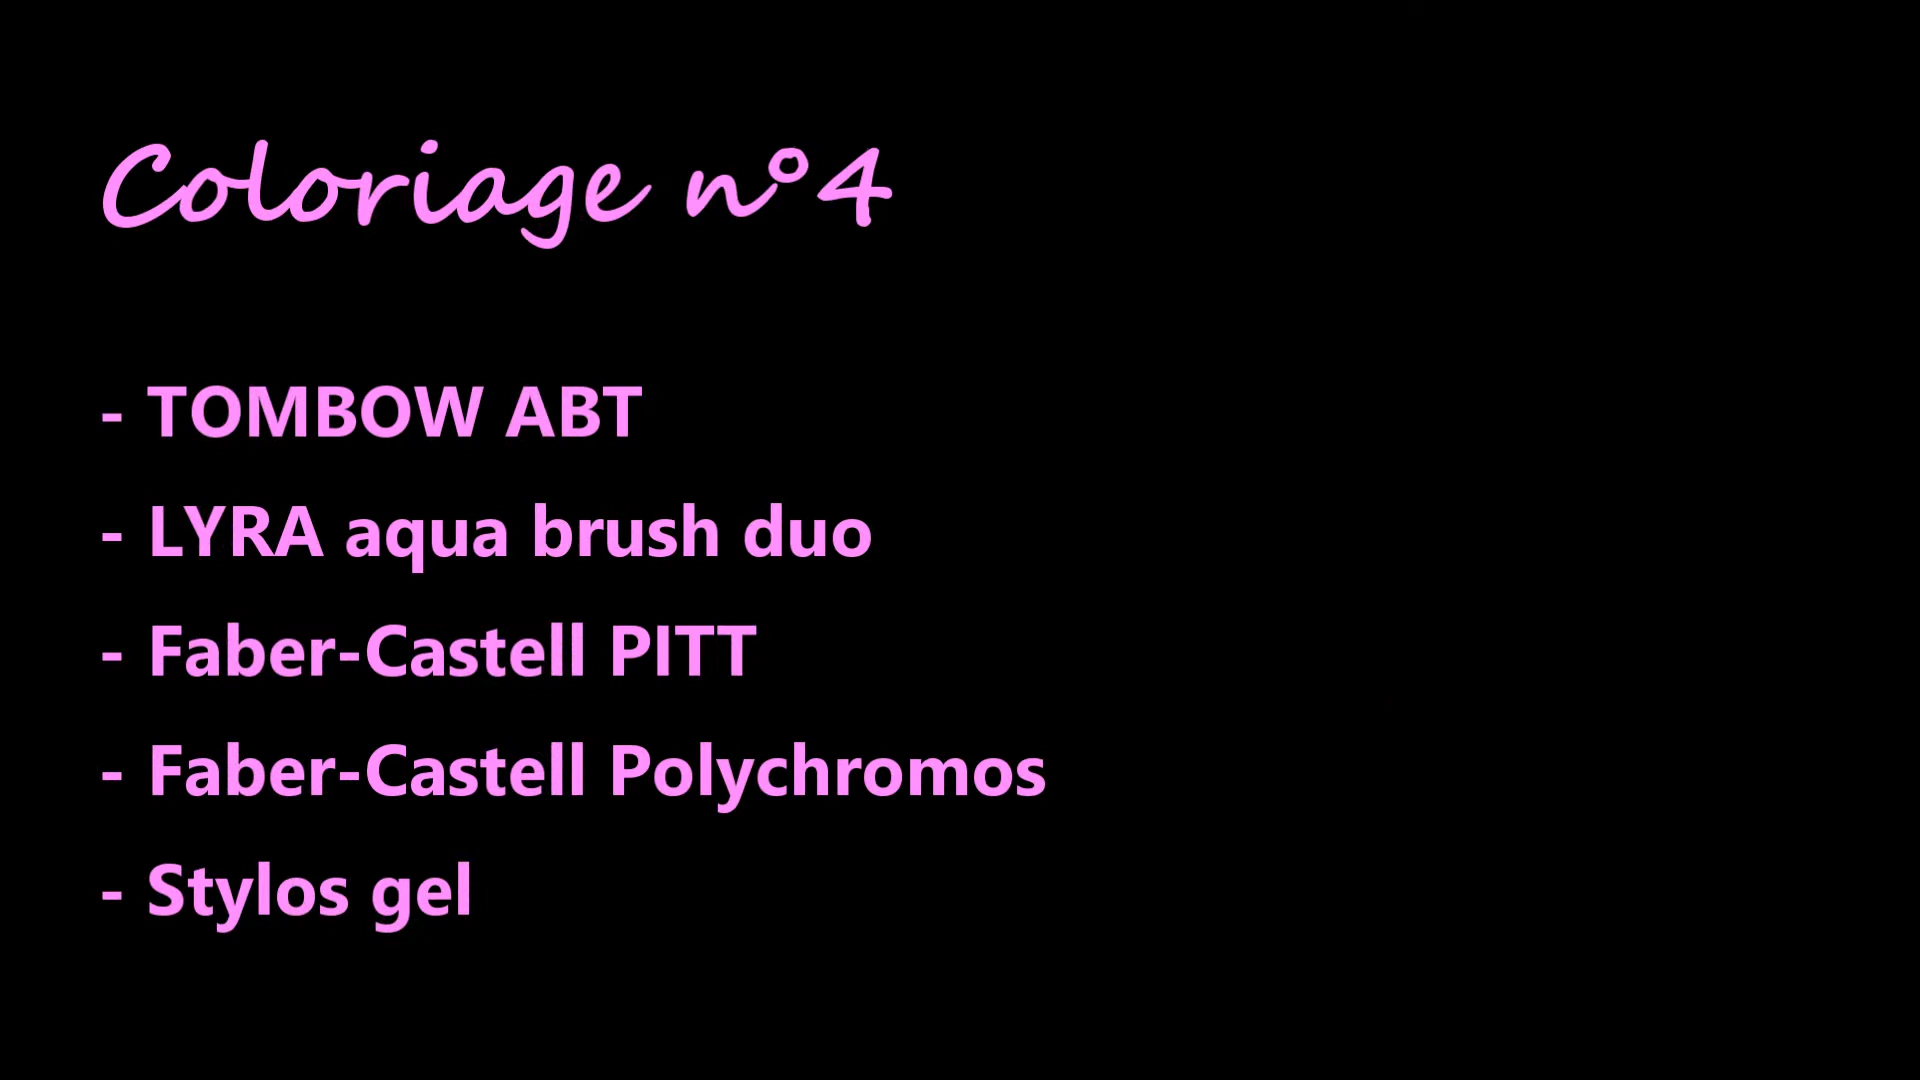 Coloriage n°4
- TOMBOW ABT
- LYRA aqua brush duo
- Faber-Castell PITT
- Faber-Castell Polychromos
- Stylos gel